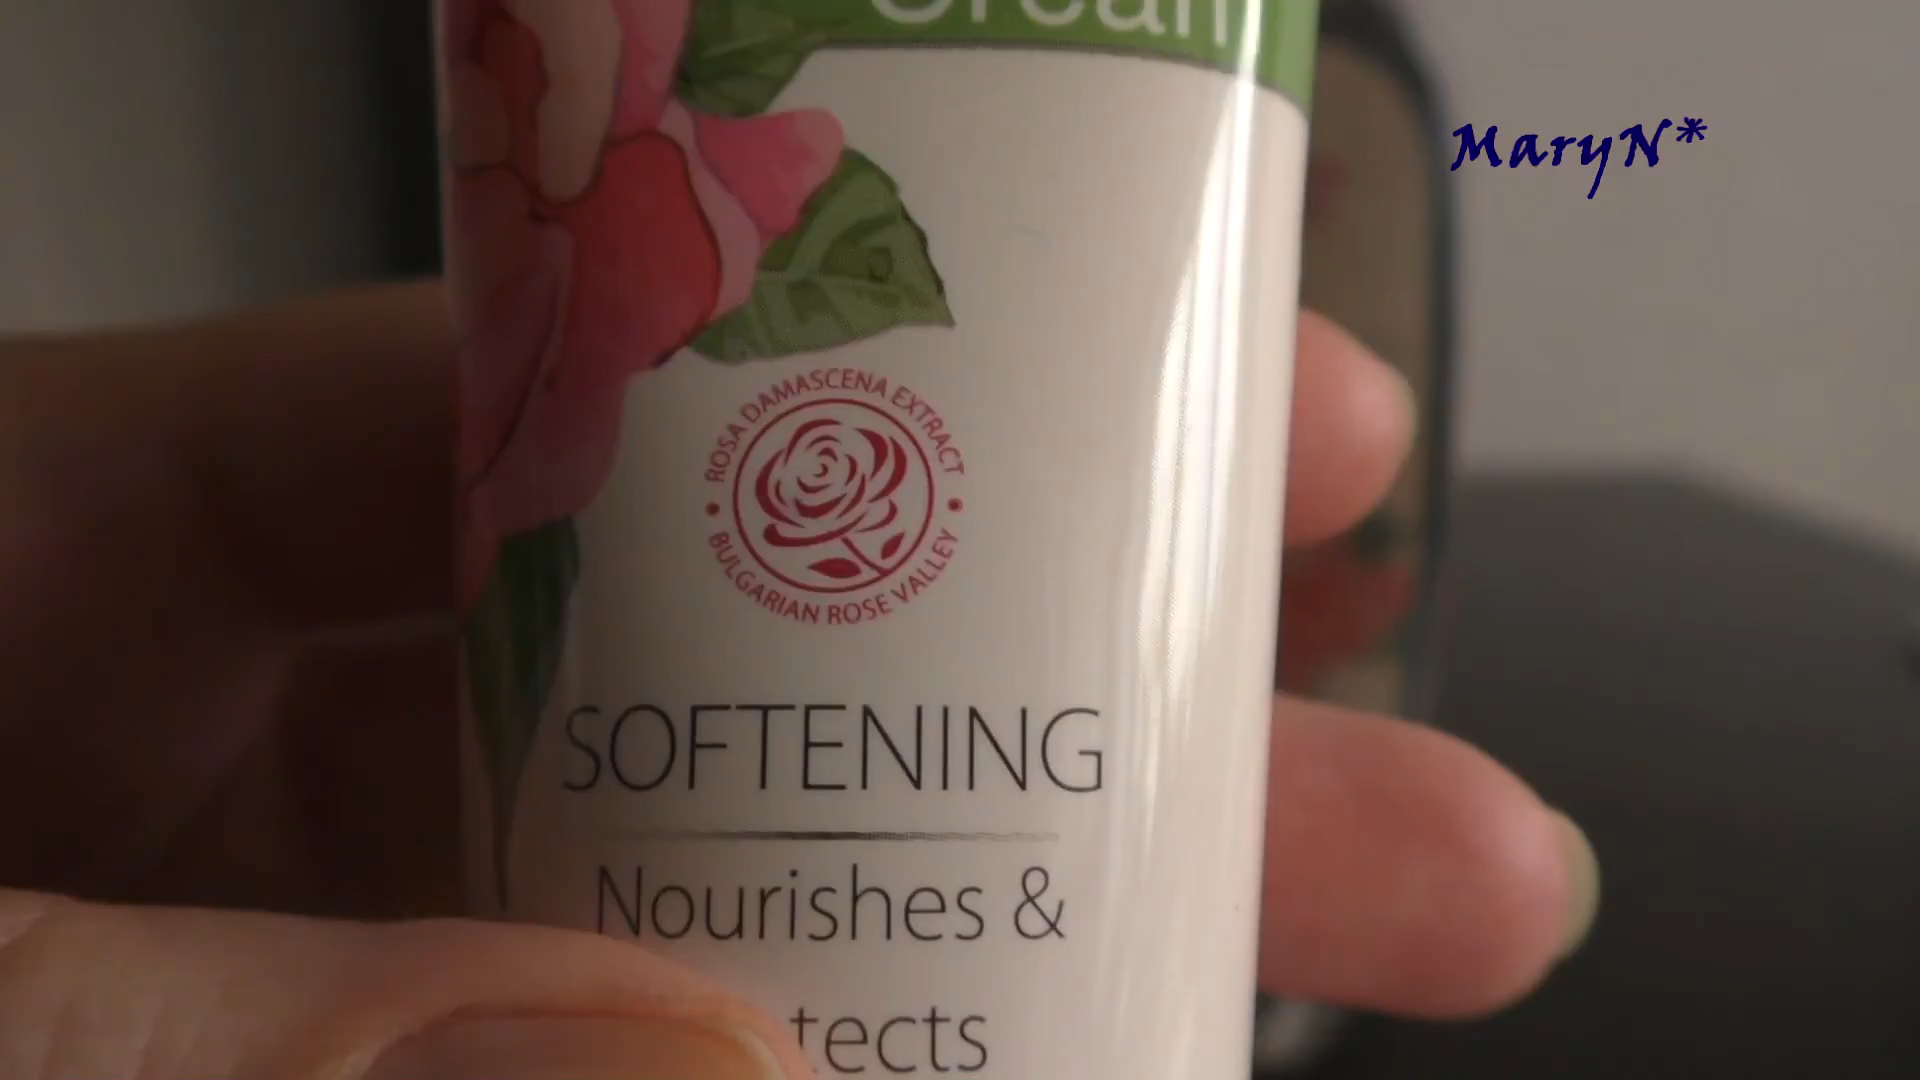 MaryN*
ROSA DAMASCENA EXTRACT
• BULGARIAN ROSE VALLEY •
SOFTENING
Nourishes &